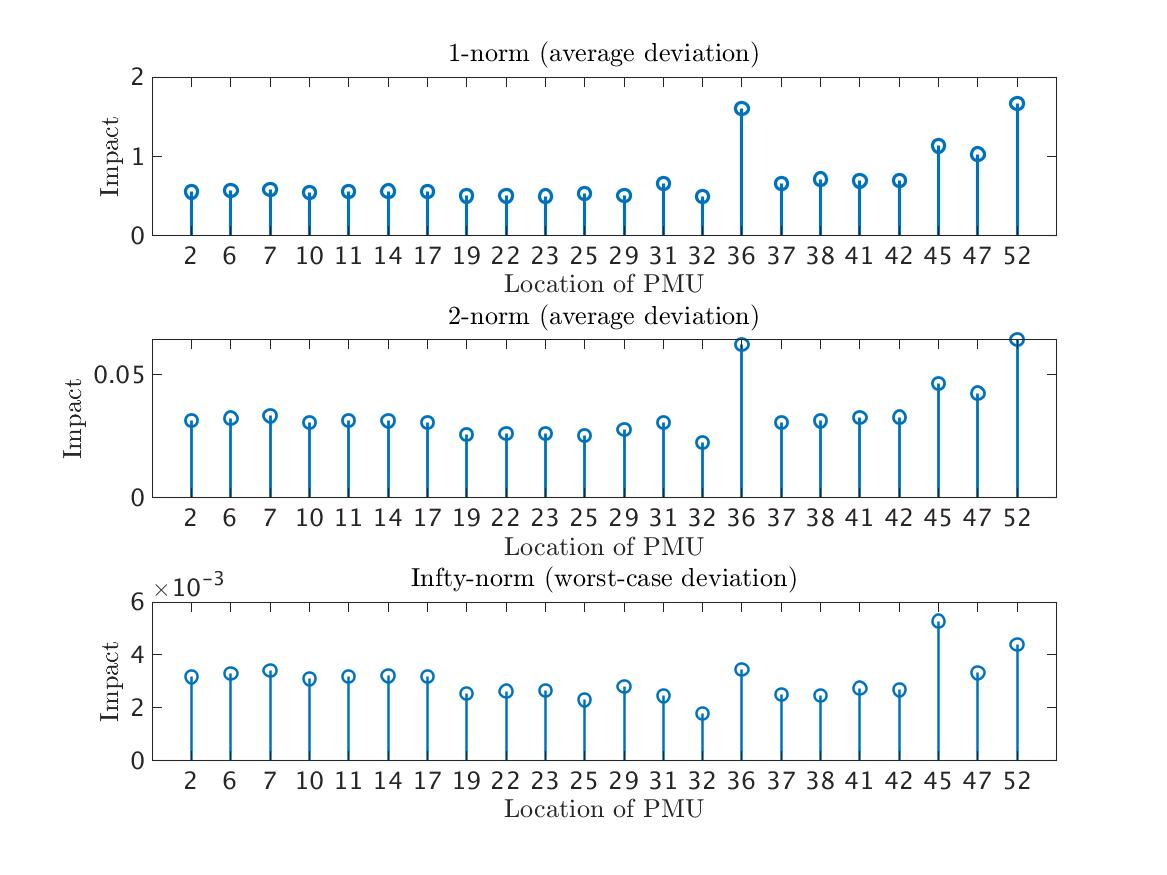 1-norm (average deviation)
2
1
0
Impact
2 6 7 10 11 14 17 19 22 23 25 29 31 32 36 37 38 41 42 45 47 52
Location of PMU
2-norm (average deviation)
0.05
0
Impact
2 6 7 10 11 14 17 19 22 23 25 29 31 32 36 37 38 41 42 45 47 52
Location of PMU
Infty-norm (worst-case deviation)
×10⁻³
6
4
2
0
Impact
2 6 7 10 11 14 17 19 22 23 25 29 31 32 36 37 38 41 42 45 47 52
Location of PMU